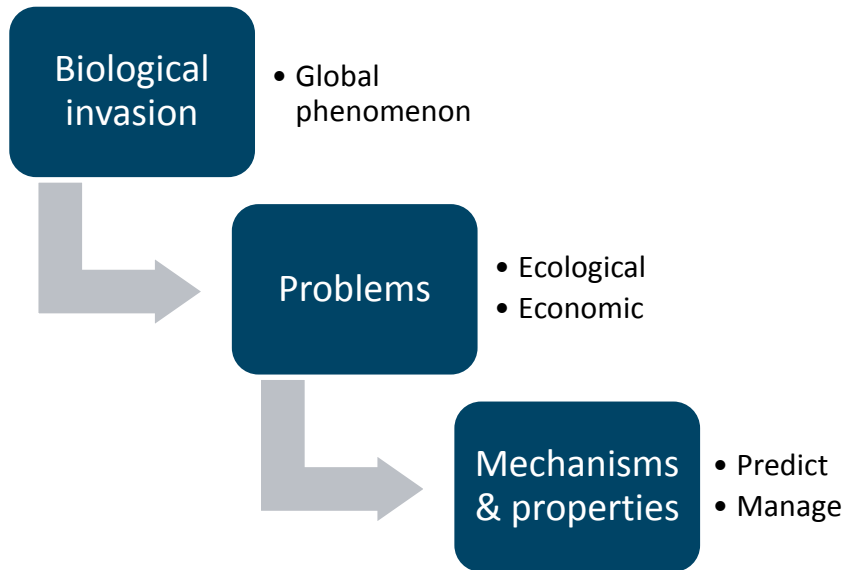 Biological
invasion
• Global
phenomenon
Problems
• Ecological
• Economic
Mechanisms
& properties
• Predict
• Manage